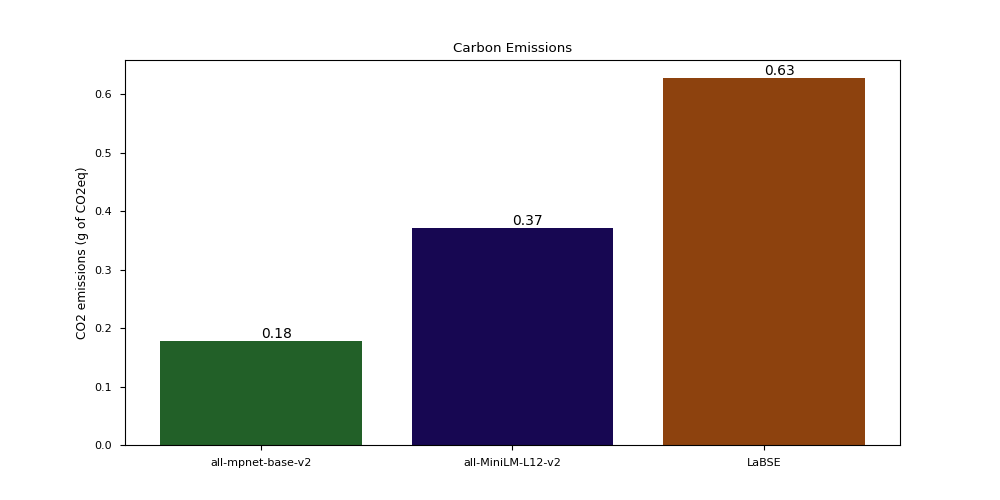 Carbon Emissions
CO2 emissions (g of CO2eq)
0.6
0.5
0.4
0.3
0.2
0.1
0.0
0.18
0.37
0.63
all-mpnet-base-v2
all-MiniLM-L12-v2
LaBSE